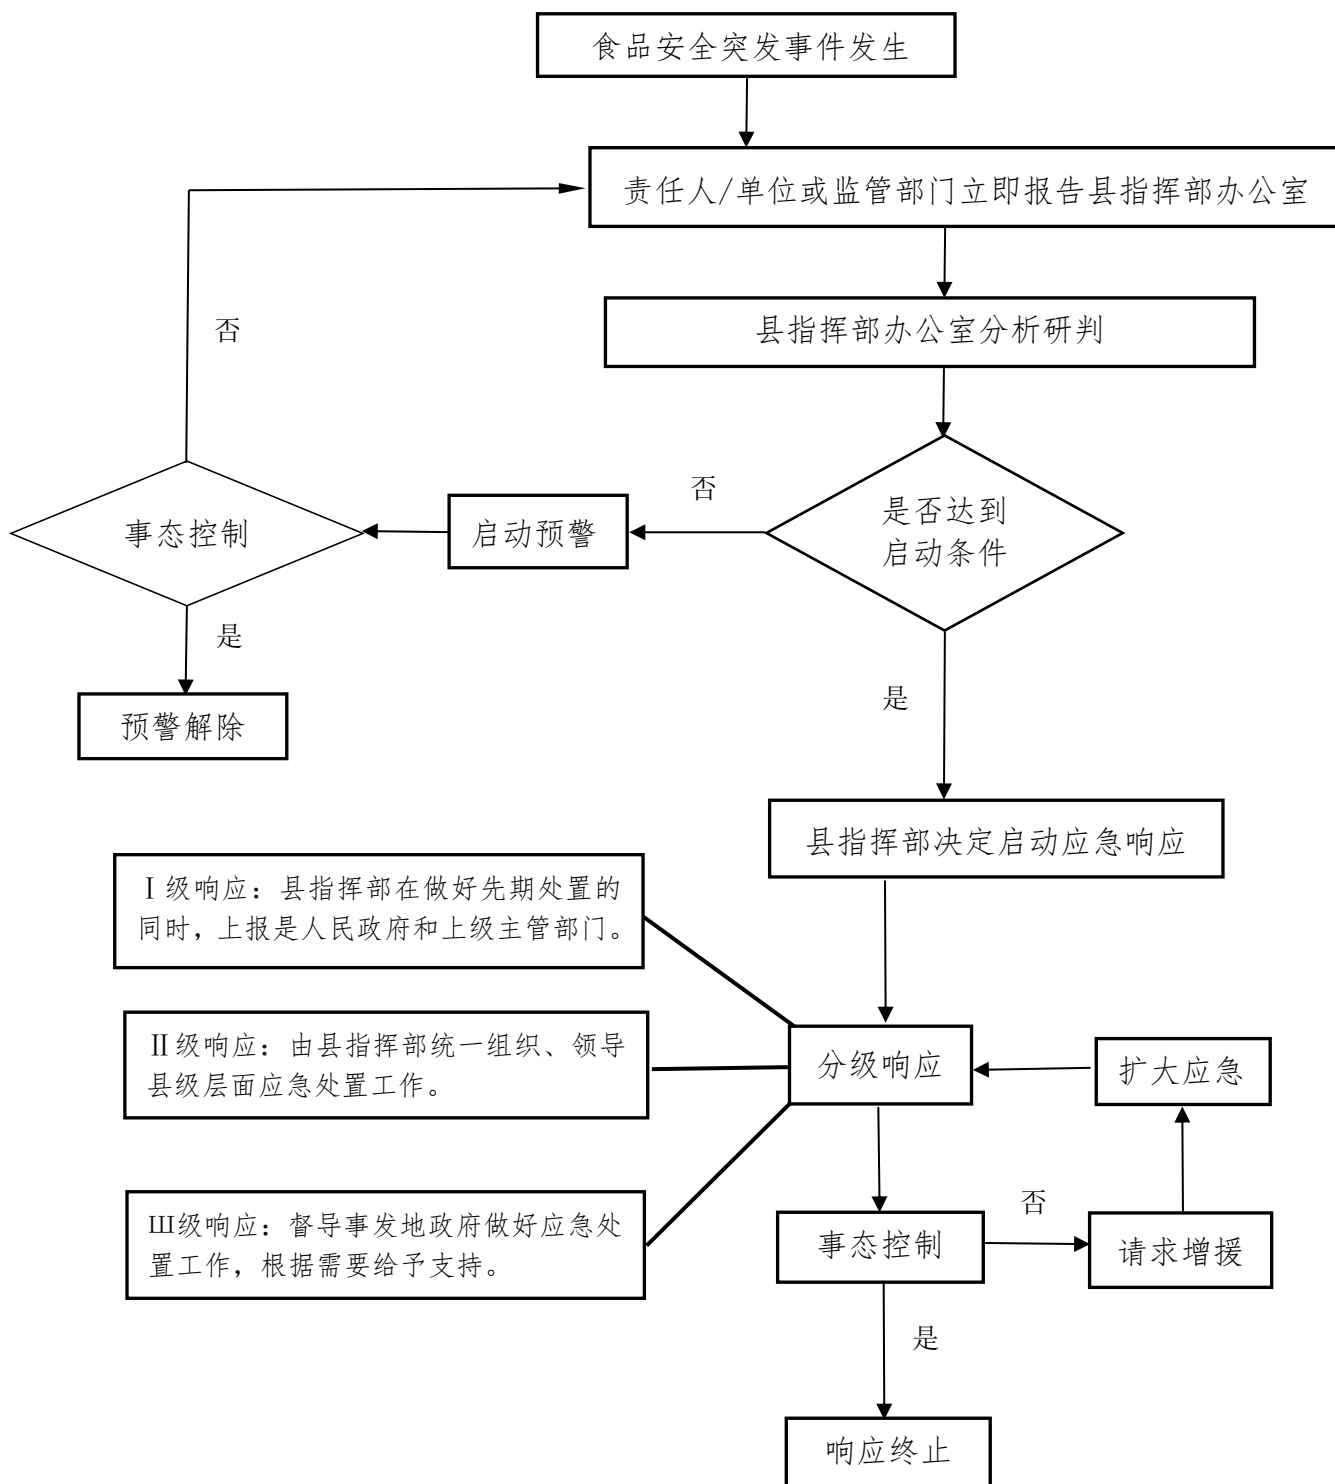 食品安全突发事件发生
责任人/单位或监管部门立即报告县指挥部办公室
否
县指挥部办公室分析研判
否
是否达到
启动条件
启动预警
事态控制
是
预警解除
是
县指挥部决定启动应急响应
Ⅰ级响应：县指挥部在做好先期处置的
同时，上报是人民政府和上级主管部门。
Ⅱ级响应：由县指挥部统一组织、领导
县级层面应急处置工作。
分级响应
扩大应急
Ⅲ级响应：督导事发地政府做好应急处
置工作，根据需要给予支持。
否
事态控制
请求增援
是
响应终止